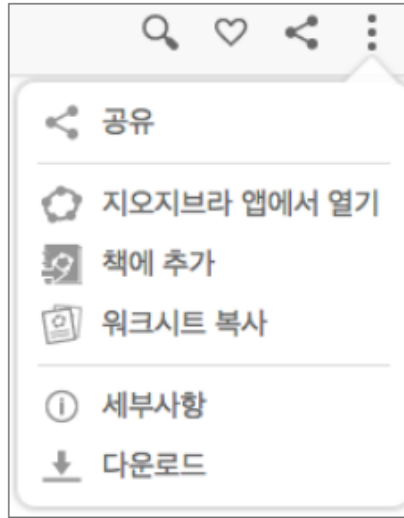 공유
지오지브라 앱에서 열기
책에 추가
워크시트 복사
세부사항
다운로드